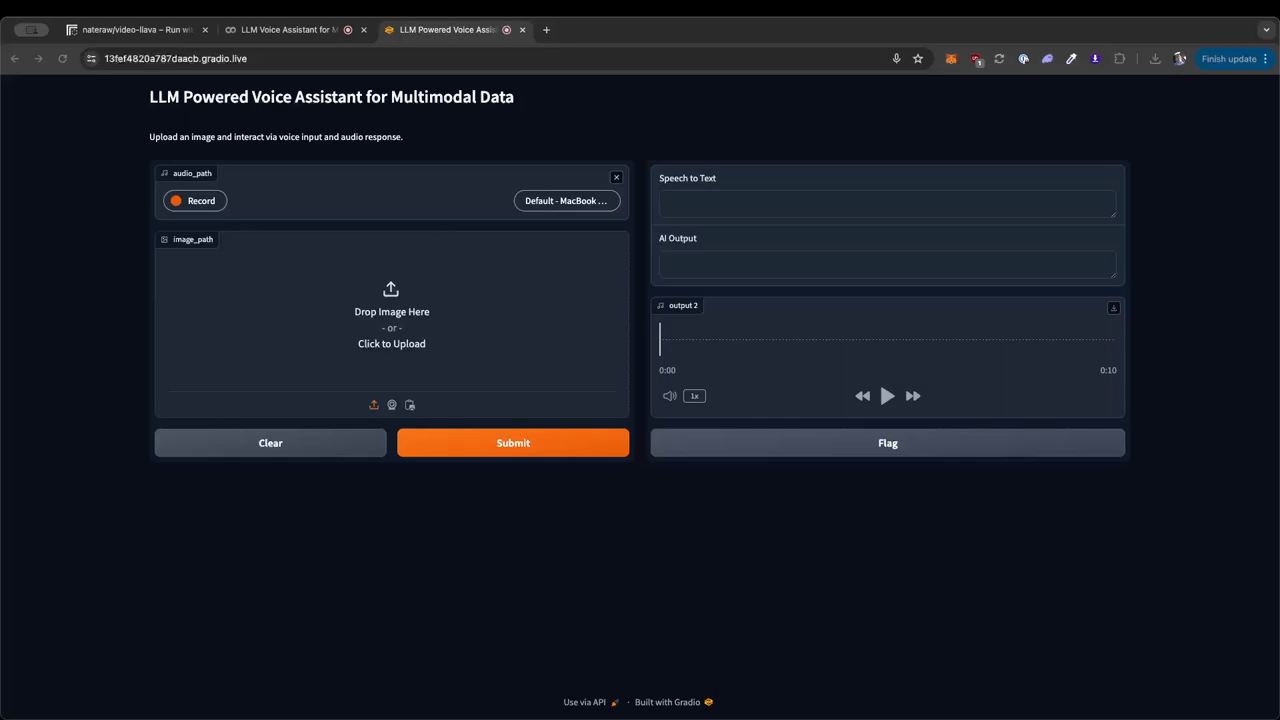 nateraw/video-llava – Run wi
LLM Voice Assistant for M
LLM Powered Voice Assis
13fef4820a787daacb.gradio.live
1
Finish update
LLM Powered Voice Assistant for Multimodal Data
Upload an image and interact via voice input and audio response.
audio_path
Record
Default - MacBook ...
image_path
Drop Image Here
- or -
Click to Upload
Clear
Submit
Speech to Text
AI Output
output 2
0:00
0:10
1x
Flag
Use via API
·
Built with Gradio